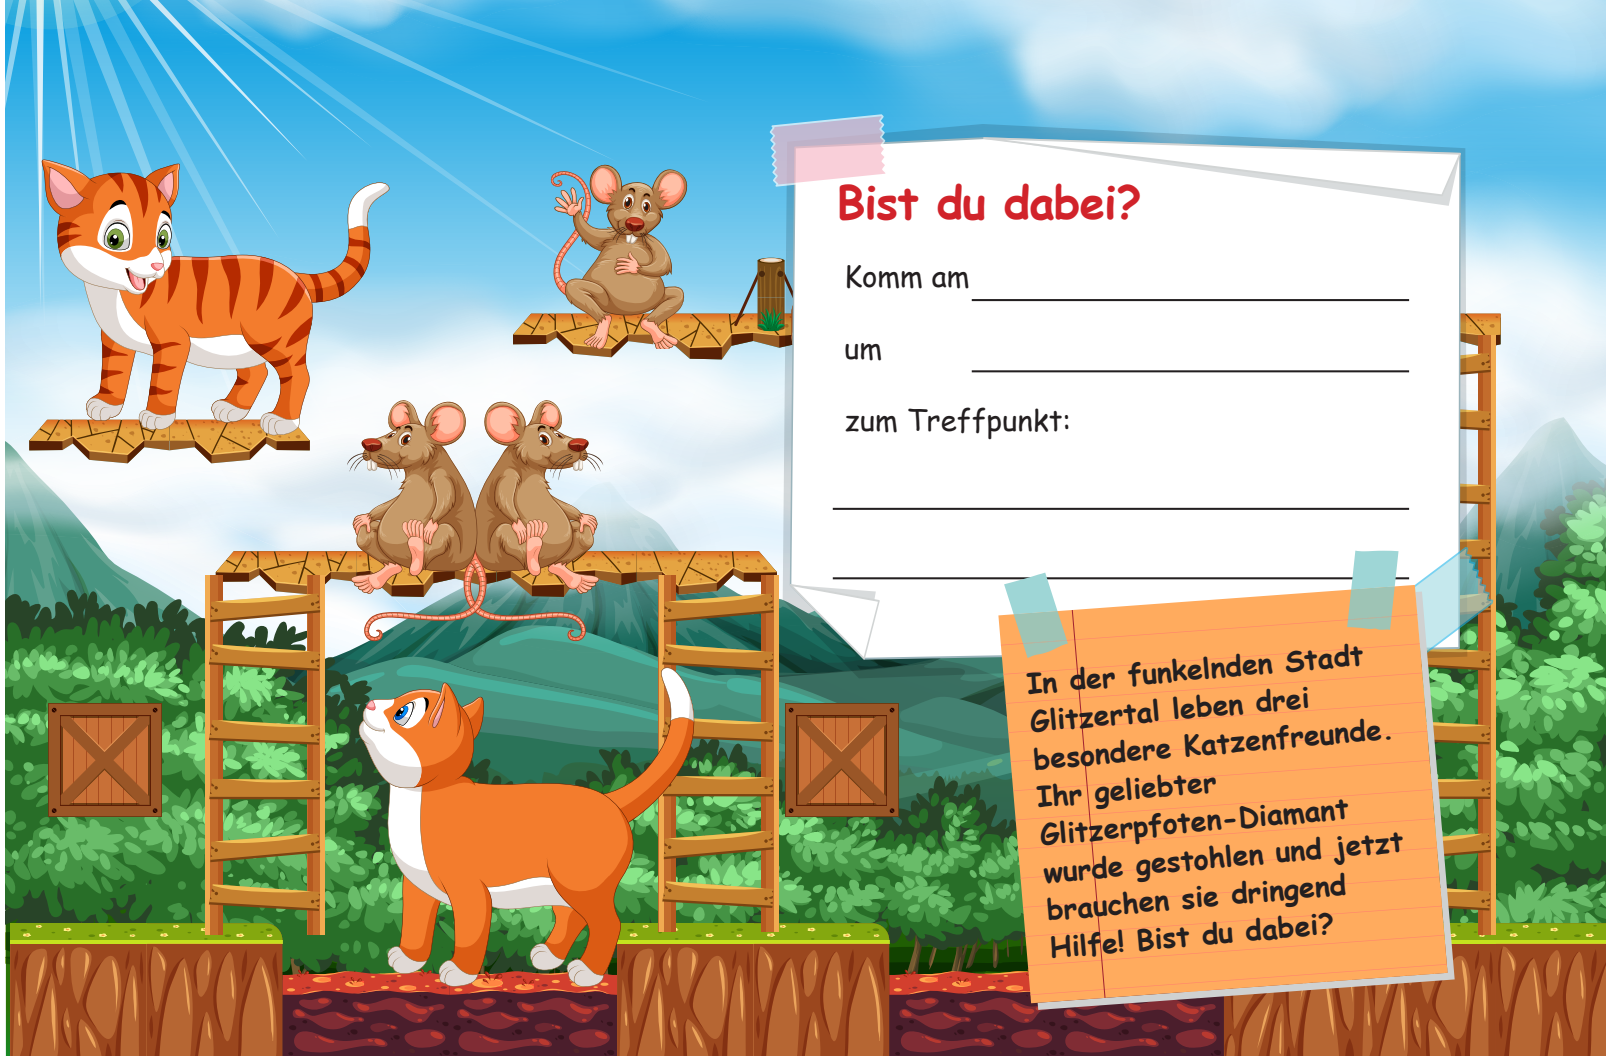 Bist du dabei?
Komm am
um
zum Treffpunkt:
In der funkelnden Stadt
Glitzertal leben drei
besondere Katzenfreunde.
Ihr geliebter
Glitzerpfoten-Diamant
wurde gestohlen und jetzt
brauchen sie dringend
Hilfe! Bist du dabei?